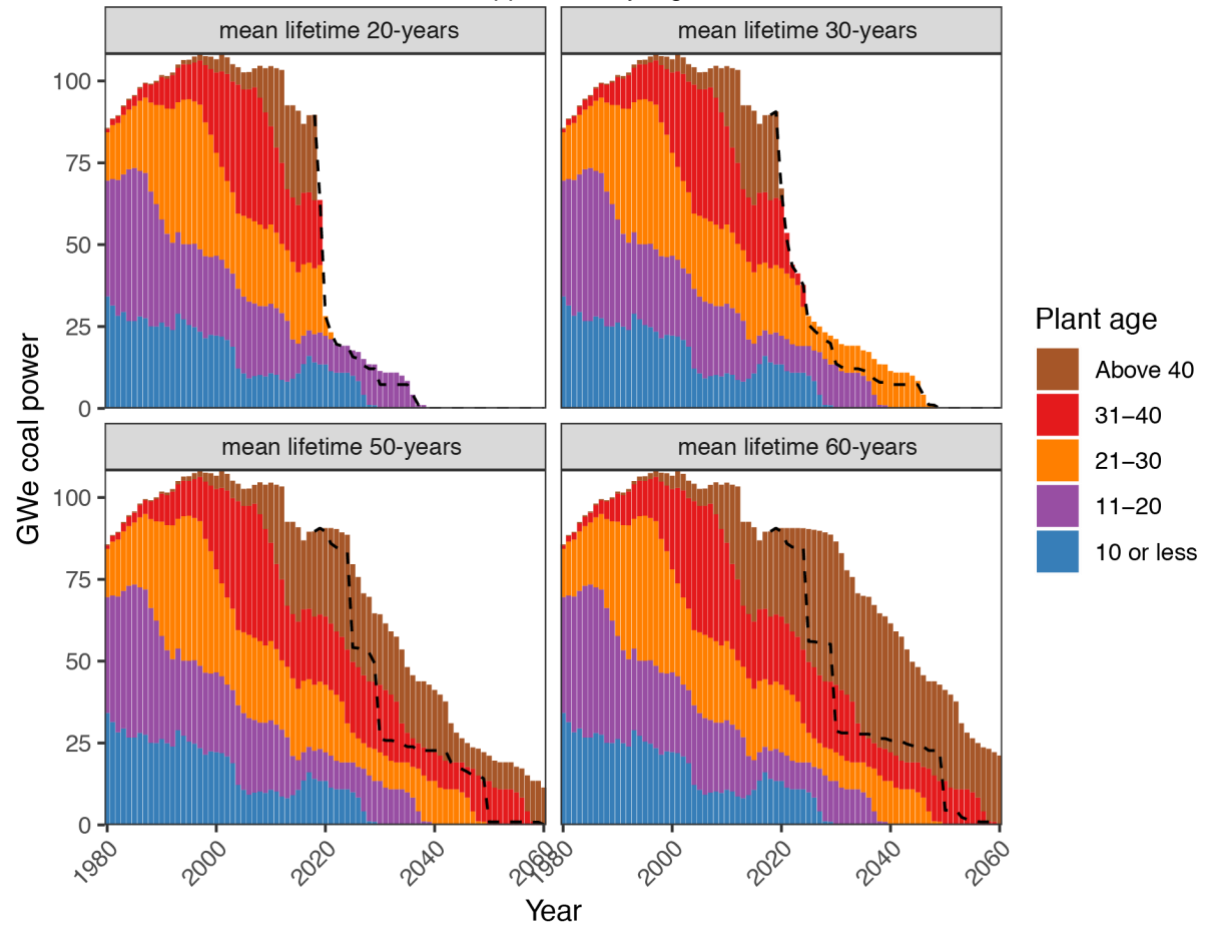 mean lifetime 20-years
mean lifetime 30-years
100
75
50
25
0
mean lifetime 50-years
mean lifetime 60-years
100
75
50
25
0
1980
2000
2020
2040
2060
1980
2000
2020
2040
2060
GWe coal power
Year
Plant age
Above 40
31–40
21–30
11–20
10 or less